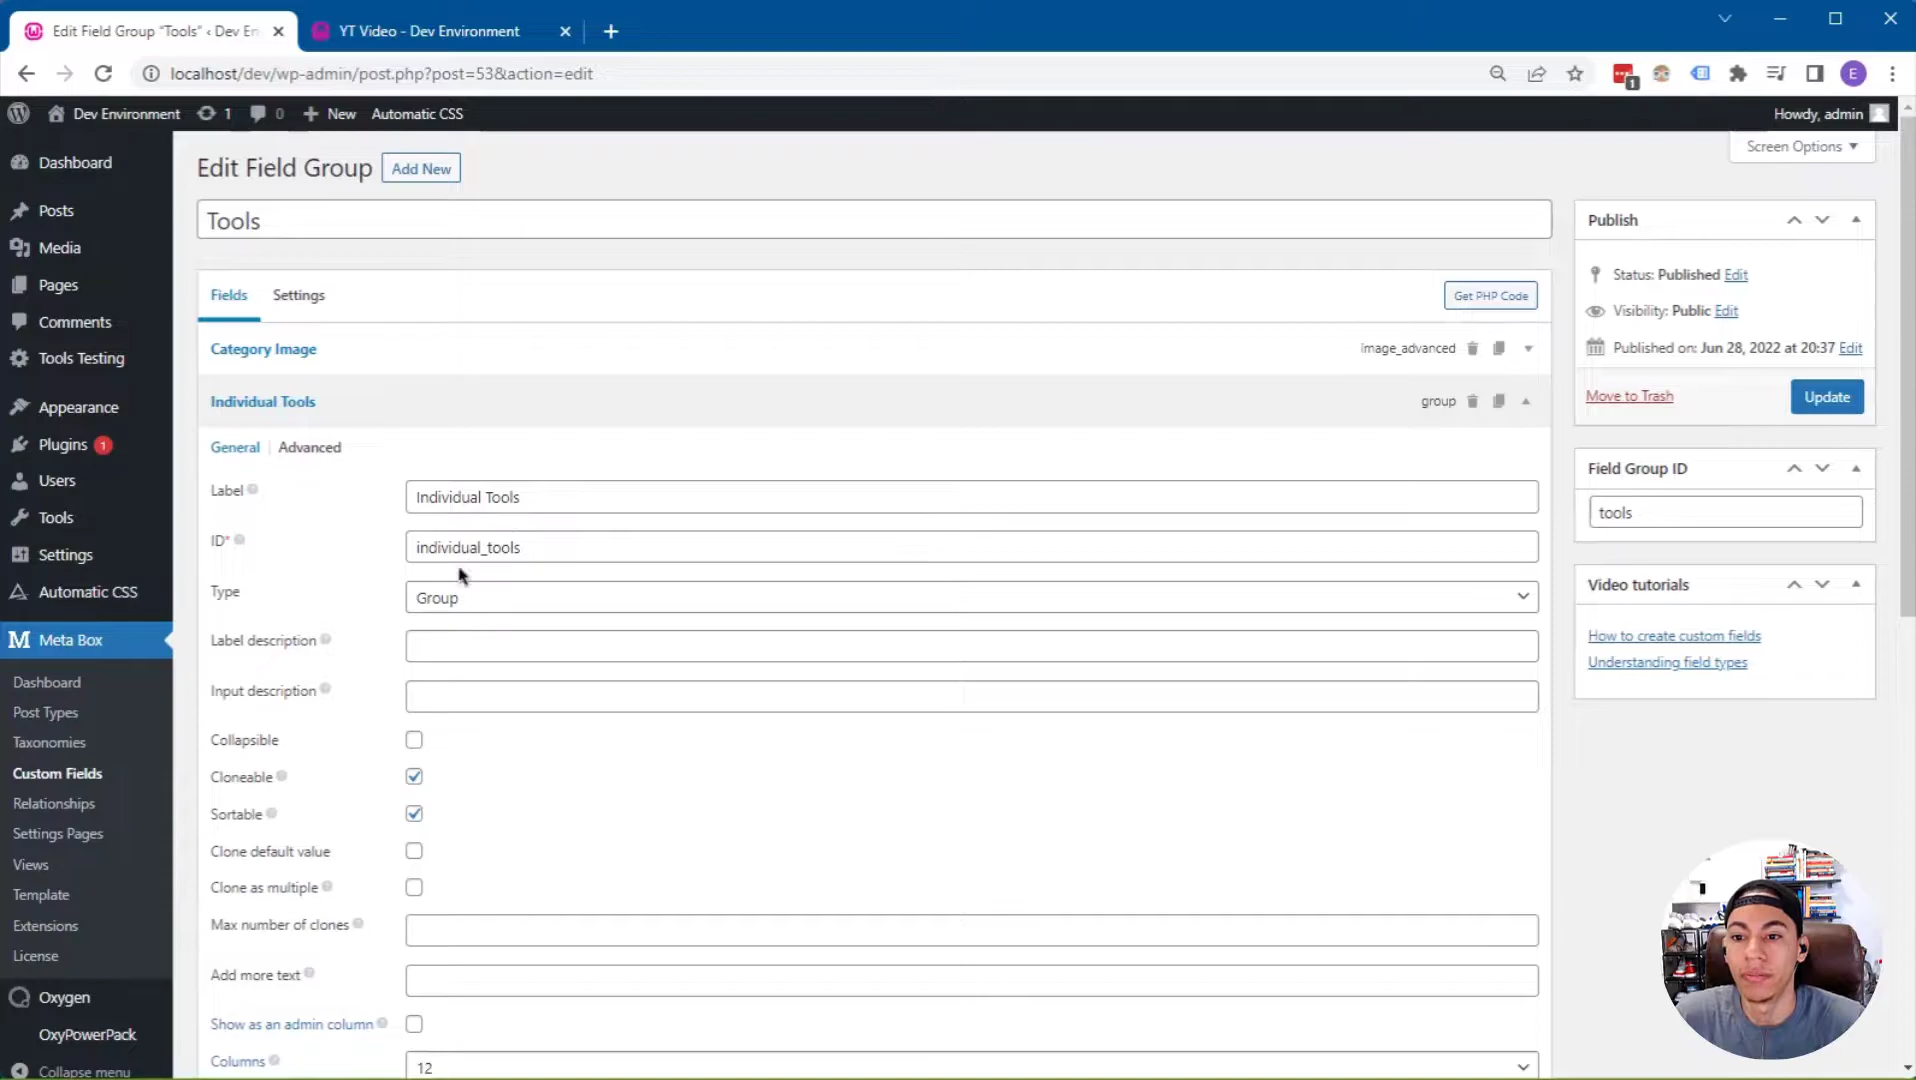 Edit Field Group "Tools" ‹ Dev En
YT Video - Dev Environment
localhost/dev/wp-admin/post.php?post=53&action=edit
1
E
Dev Environment
1
0
New
Automatic CSS
Howdy, admin
Screen Options
Dashboard
Posts
Media
Pages
Comments
Tools Testing
Appearance
Plugins 1
Users
Tools
Settings
Automatic CSS
Meta Box
Dashboard
Post Types
Taxonomies
Custom Fields
Relationships
Settings Pages
Views
Template
Extensions
License
Oxygen
OxyPowerPack
Collapse menu
Edit Field Group
Add New
Tools
Fields
Settings
Get PHP Code
Category Image
image_advanced
Individual Tools
group
General | Advanced
Label
Individual Tools
ID*
individual_tools
Type
Group
Label description
Input description
Collapsible
Cloneable
Sortable
Clone default value
Clone as multiple
Max number of clones
Add more text
Show as an admin column
Columns
12
Publish
Status: Published Edit
Visibility: Public Edit
Published on: Jun 28, 2022 at 20:37 Edit
Move to Trash
Update
Field Group ID
tools
Video tutorials
How to create custom fields
Understanding field types